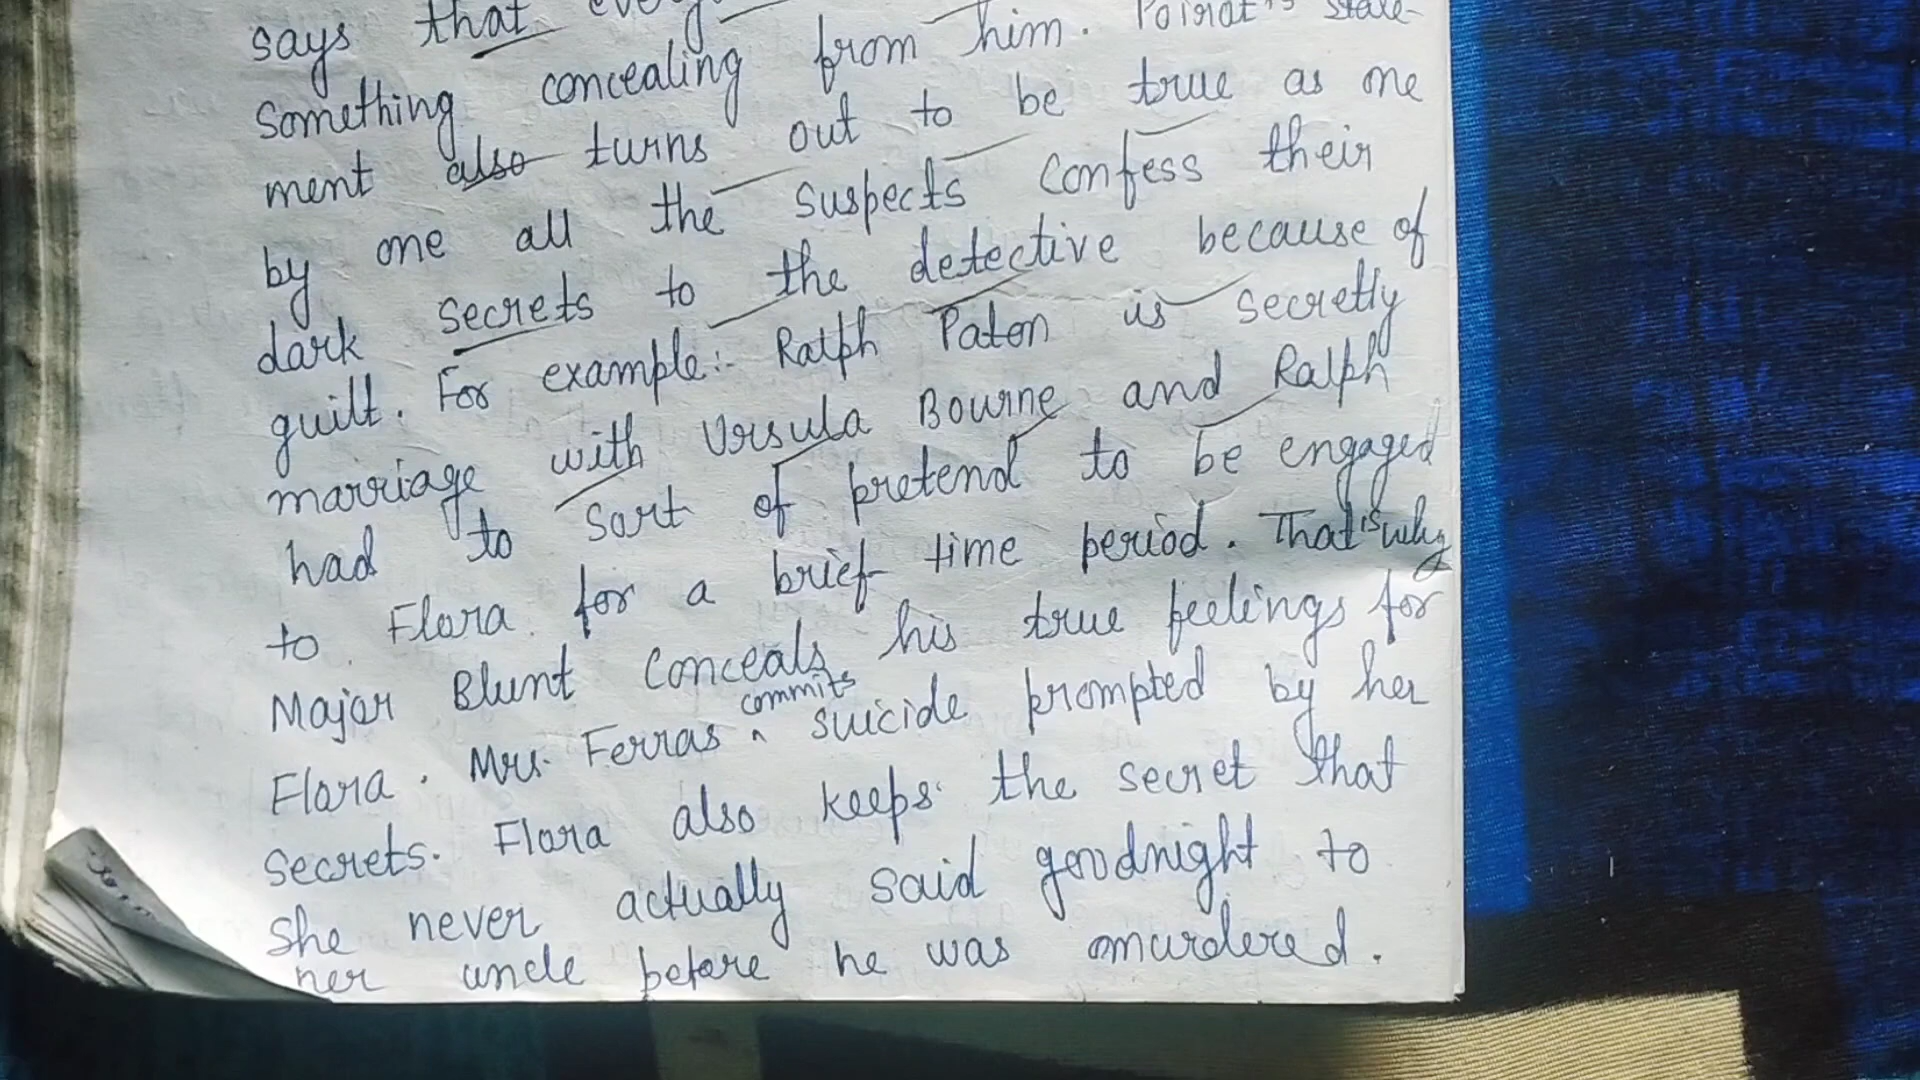 says that
something concealing from him. Poirot's state-
ment also turns out to be true as one
by one all the suspects confess their
dark secrets to the detective because of
guilt. For example:- Ralph Paton is secretly
marriage with Ursula Bourne and Ralph
had to sort of pretend to be engaged
to Flora for a brief time period. That's why
Major Blunt conceals his true feelings for
Flora. Mrs. Ferras ^ commits suicide prompted by her
secrets. Flora also keeps the secret that
she never actually said goodnight to
her uncle before he was murdered.